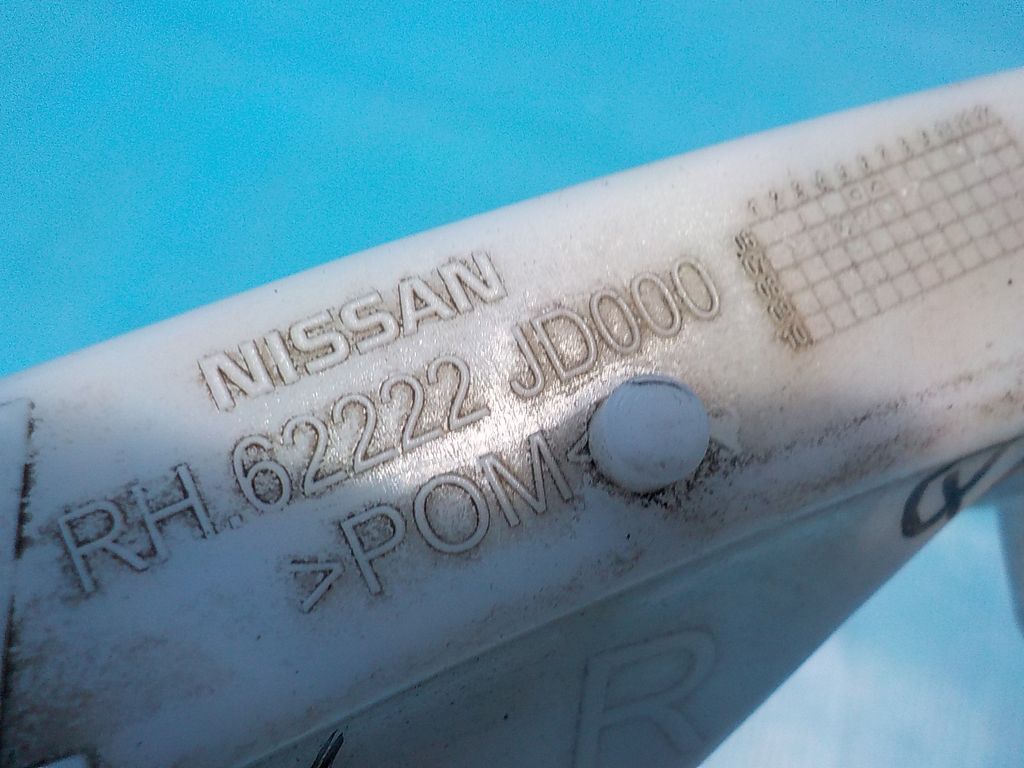 NISSAN
RH.62222 JD000
>POM<
R